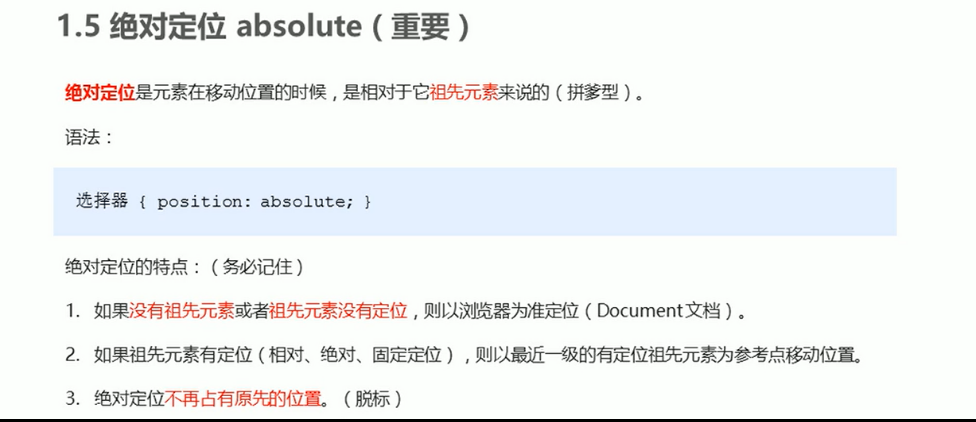 1.5 绝对定位 absolute（重要）
绝对定位是元素在移动位置的时候，是相对于它祖先元素来说的（拼爹型）。
语法：
选择器 { position: absolute; }
绝对定位的特点：（务必记住）
1. 如果没有祖先元素或者祖先元素没有定位，则以浏览器为准定位（Document文档）。
2. 如果祖先元素有定位（相对、绝对、固定定位），则以最近一级的有定位祖先元素为参考点移动位置。
3. 绝对定位不再占有原先的位置。（脱标）